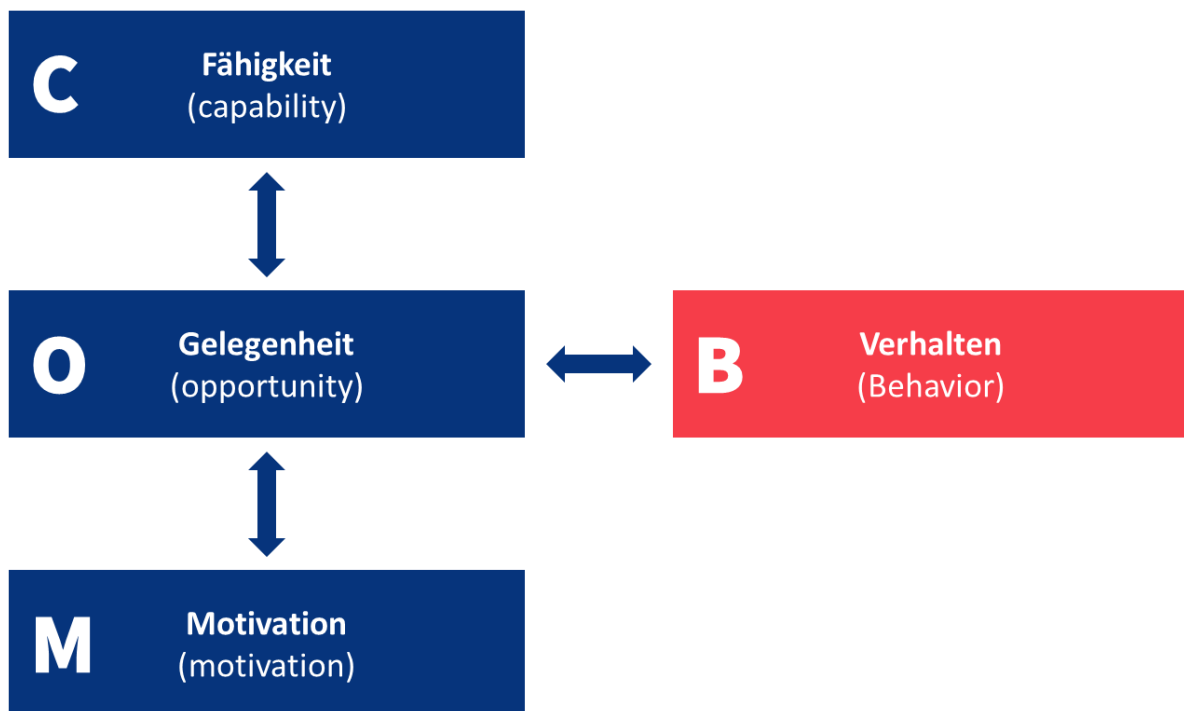 C
Fähigkeit
(capability)
O
Gelegenheit
(opportunity)
B
Verhalten
(Behavior)
M
Motivation
(motivation)